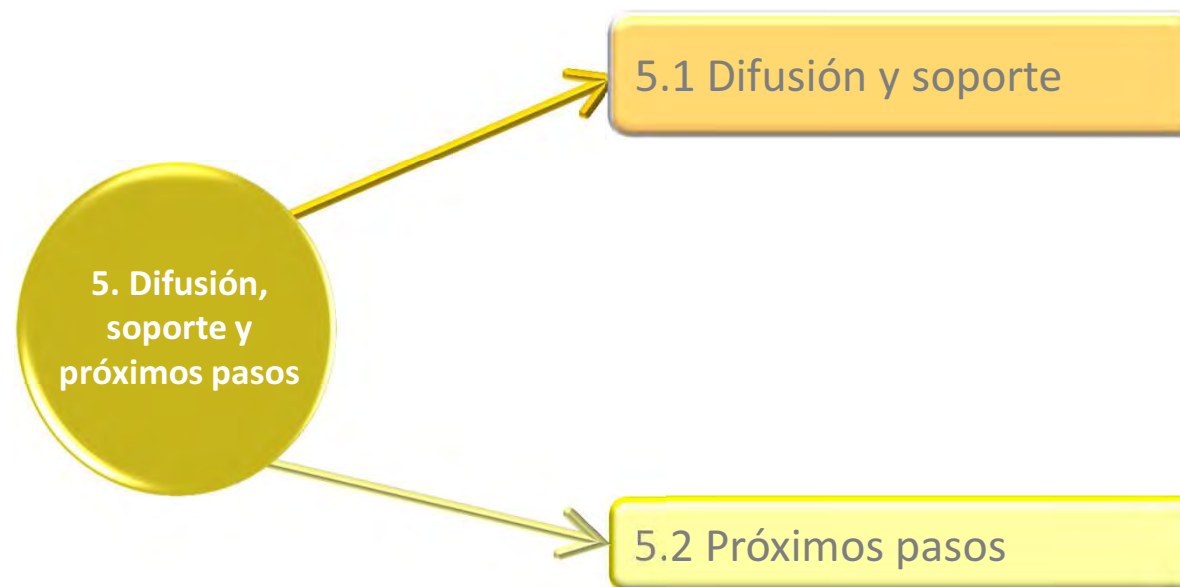 5.1 Difusión y soporte
5. Difusión,
soporte y
próximos pasos
5.2 Próximos pasos